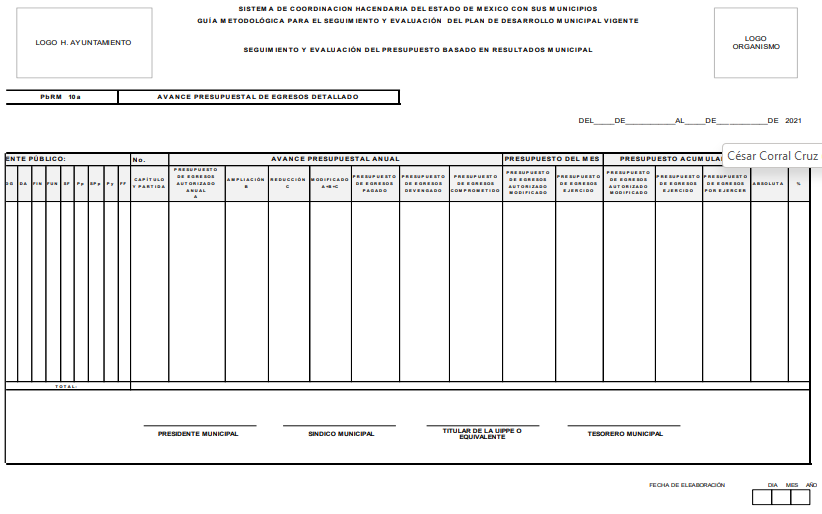 SISTEMA DE COORDINACION HACENDARIA DEL ESTADO DE MEXICO CON SUS MUNICIPIOS
GUÍA METODOLÓGICA PARA EL SEGUIMIENTO Y EVALUACIÓN DEL PLAN DE DESARROLLO MUNICIPAL VIGENTE
LOGO H. AYUNTAMIENTO
LOGO
ORGANISMO
SEGUIMIENTO Y EVALUACIÓN DEL PRESUPUESTO BASADO EN RESULTADOS MUNICIPAL
PbRM 10a AVANCE PRESUPUESTAL DE EGRESOS DETALLADO
DEL_____DE____________AL_____DE____________DE 2021
César Corral Cruz
ENTE PÚBLICO: No. AVANCE PRESUPUESTAL ANUAL PRESUPUESTO DEL MES PRESUPUESTO ACUMULA
DG DA FIN FUN SF Pp SPp Py FF
CAPÍTULO
Y PARTIDA
PRESUPUESTO
DE EGRESOS
AUTORIZADO
ANUAL
A
AMPLIACIÓN
B
REDUCCIÓN
C
MODIFICADO
A+B+C
PRESUPUESTO
DE EGRESOS
PAGADO
PRESUPUESTO
DE EGRESOS
DEVENGADO
PRESUPUESTO
DE EGRESOS
COMPROMETIDO
PRESUPUESTO
DE EGRESOS
AUTORIZADO
MODIFICADO
PRESUPUESTO
DE EGRESOS
EJERCIDO
PRESUPUESTO
DE EGRESOS
AUTORIZADO
MODIFICADO
PRESUPUESTO
DE EGRESOS
EJERCIDO
PRESUPUESTO
DE EGRESOS
POR EJERCER
ABSOLUTA
%
TOTAL:
PRESIDENTE MUNICIPAL
SINDICO MUNICIPAL
TITULAR DE LA UIPPE O
EQUIVALENTE
TESORERO MUNICIPAL
FECHA DE ELEABORACIÓN DIA MES AÑO